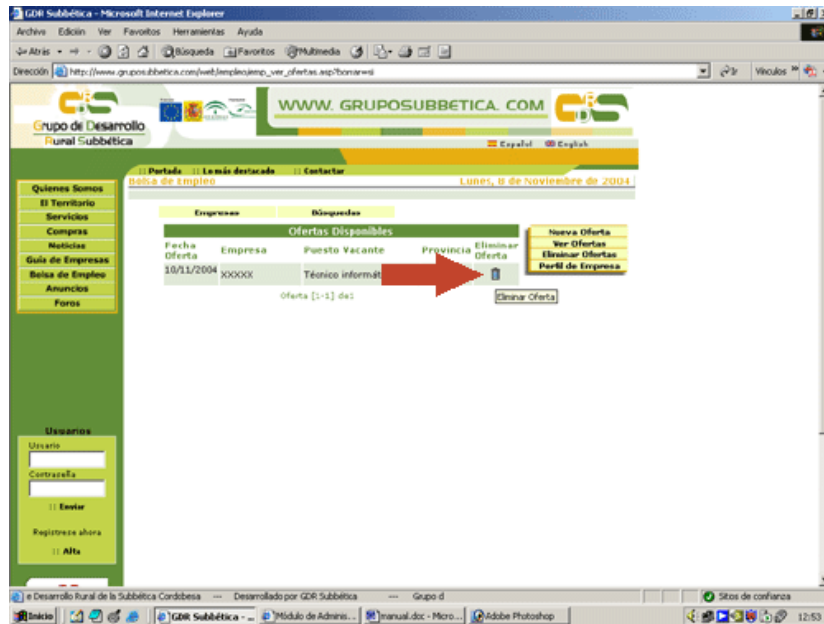 GDR Subbética - Microsoft Internet Explorer
Archivo Edición Ver Favoritos Herramientas Ayuda
Atrás Búsqueda Favoritos Multimedia
Dirección http://www.gruposubbetica.com/web/empleo/emp_ver_ofertas.asp?borrar=si Ir Vínculos »
Grupo de Desarrollo
Rural Subbética
WWW. GRUPOSUBBETICA. COM
Español English
:: Portada :: Lo más destacado :: Contactar
Bolsa de Empleo Lunes, 8 de Noviembre de 2004
Quienes Somos
El Territorio
Servicios
Compras
Noticias
Guía de Empresas
Bolsa de Empleo
Anuncios
Foros
Empresas Búsquedas
Ofertas Disponibles
Fecha Oferta Empresa Puesto Vacante Provincia Eliminar Oferta
10/11/2004 XXXXX Técnico informát
Oferta [1-1] de1
Nueva Oferta
Ver Ofertas
Eliminar Ofertas
Perfil de Empresa
Eliminar Oferta
Usuarios
Usuario
Contraseña
:: Enviar
Registrese ahora
:: Alta
e Desarrollo Rural de la Subbética Cordobesa --- Desarrollado por GDR Subbética --- Grupo d Sitios de confianza
Inicio GDR Subbética - ... Módulo de Adminis... manual.doc - Micro... Adobe Photoshop 12:53